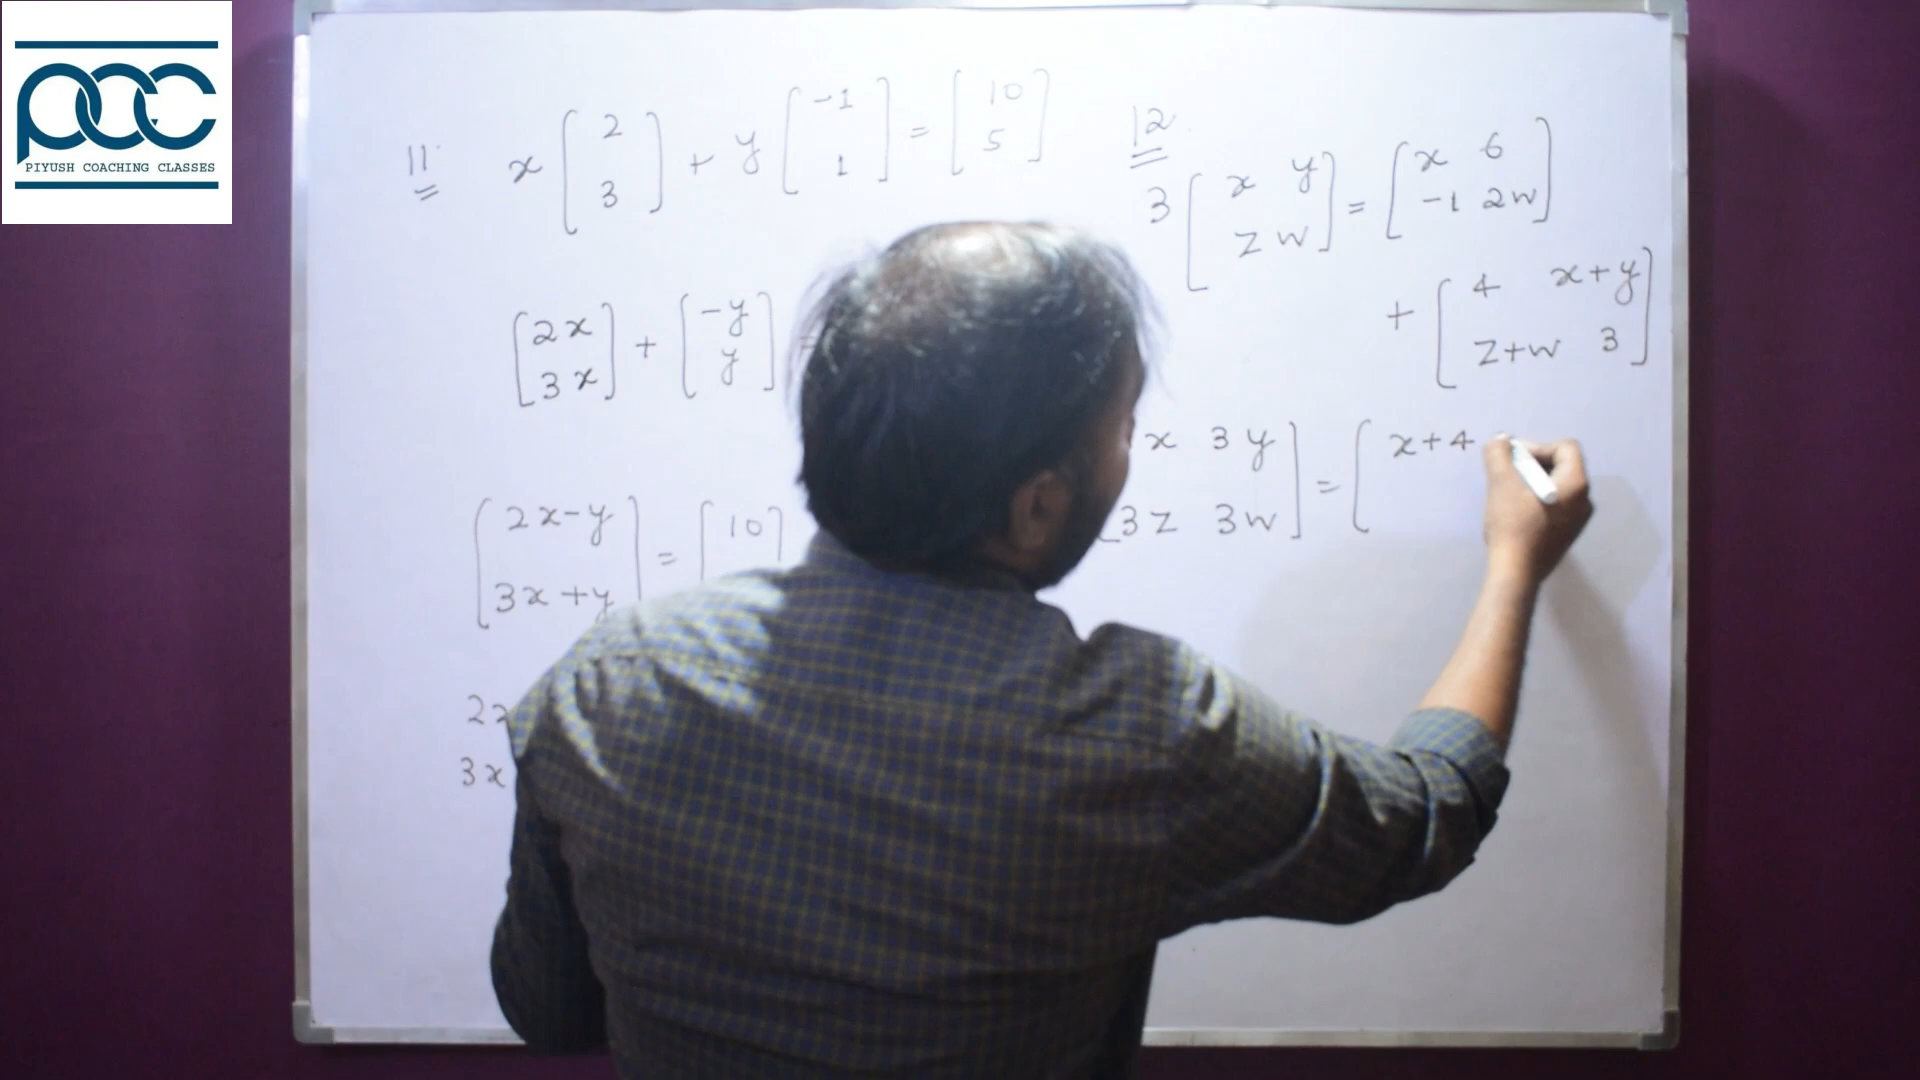 PCC
PIYUSH COACHING CLASSES
11. x [2 3] + y [-1 1] = [10 5]
[2x 3x] + [-y y] =
[2x-y 3x+y] = [10
2x
3x
12.
3 [x y z w] = [x 6 -1 2w]
+ [4 x+y z+w 3]
x 3y 3z 3w] = [x+4